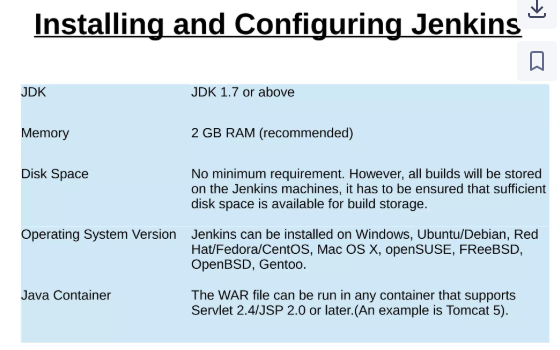 Installing and Configuring Jenkins
JDK JDK 1.7 or above
Memory 2 GB RAM (recommended)
Disk Space No minimum requirement. However, all builds will be stored
on the Jenkins machines, it has to be ensured that sufficient
disk space is available for build storage.
Operating System Version Jenkins can be installed on Windows, Ubuntu/Debian, Red
Hat/Fedora/CentOS, Mac OS X, openSUSE, FReeBSD,
OpenBSD, Gentoo.
Java Container The WAR file can be run in any container that supports
Servlet 2.4/JSP 2.0 or later.(An example is Tomcat 5).